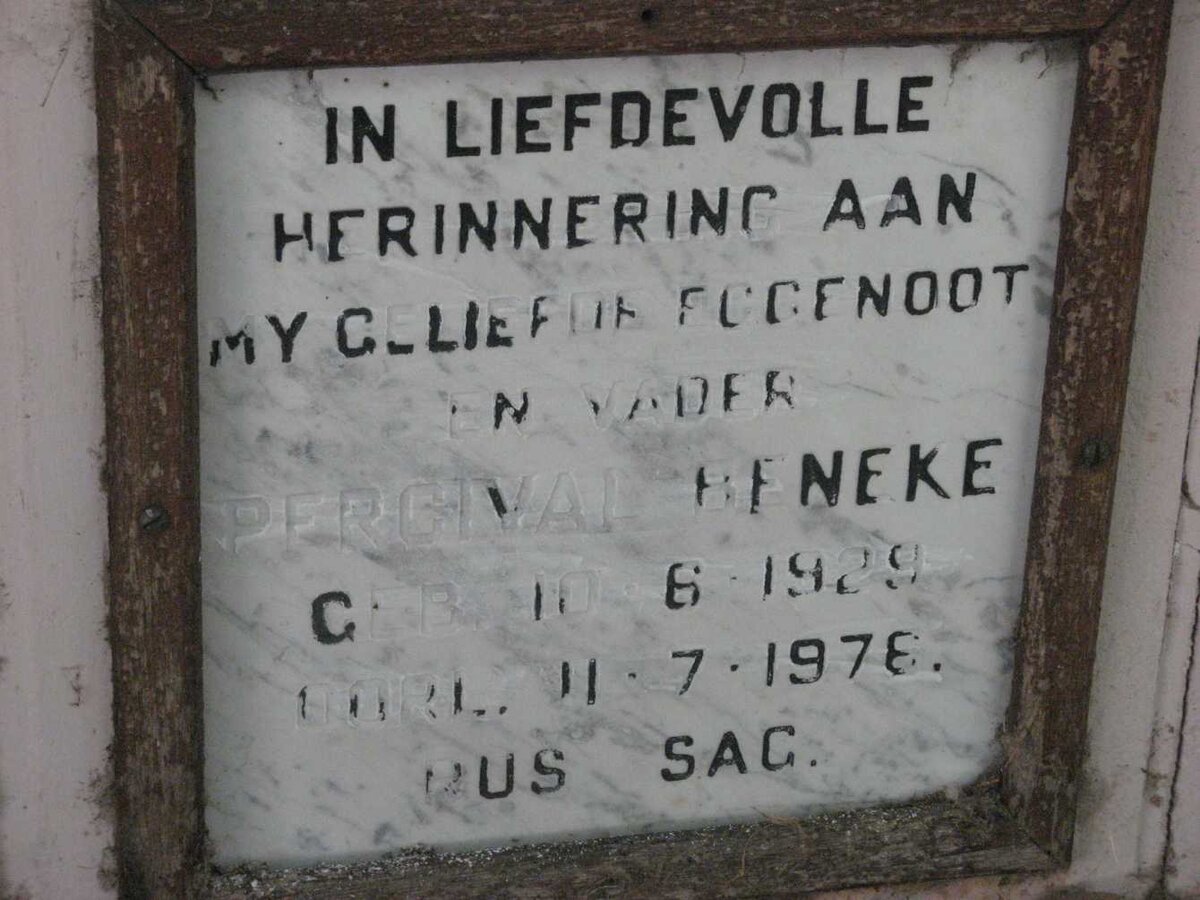 IN LIEFDEVOLLE
HERINNERING AAN
MY GELIEFDE EGGENOOT
EN VADER
PERCIVAL BENEKE
GEB. 10·6·1929
OORL. 11·7·1978.
RUS SAG.